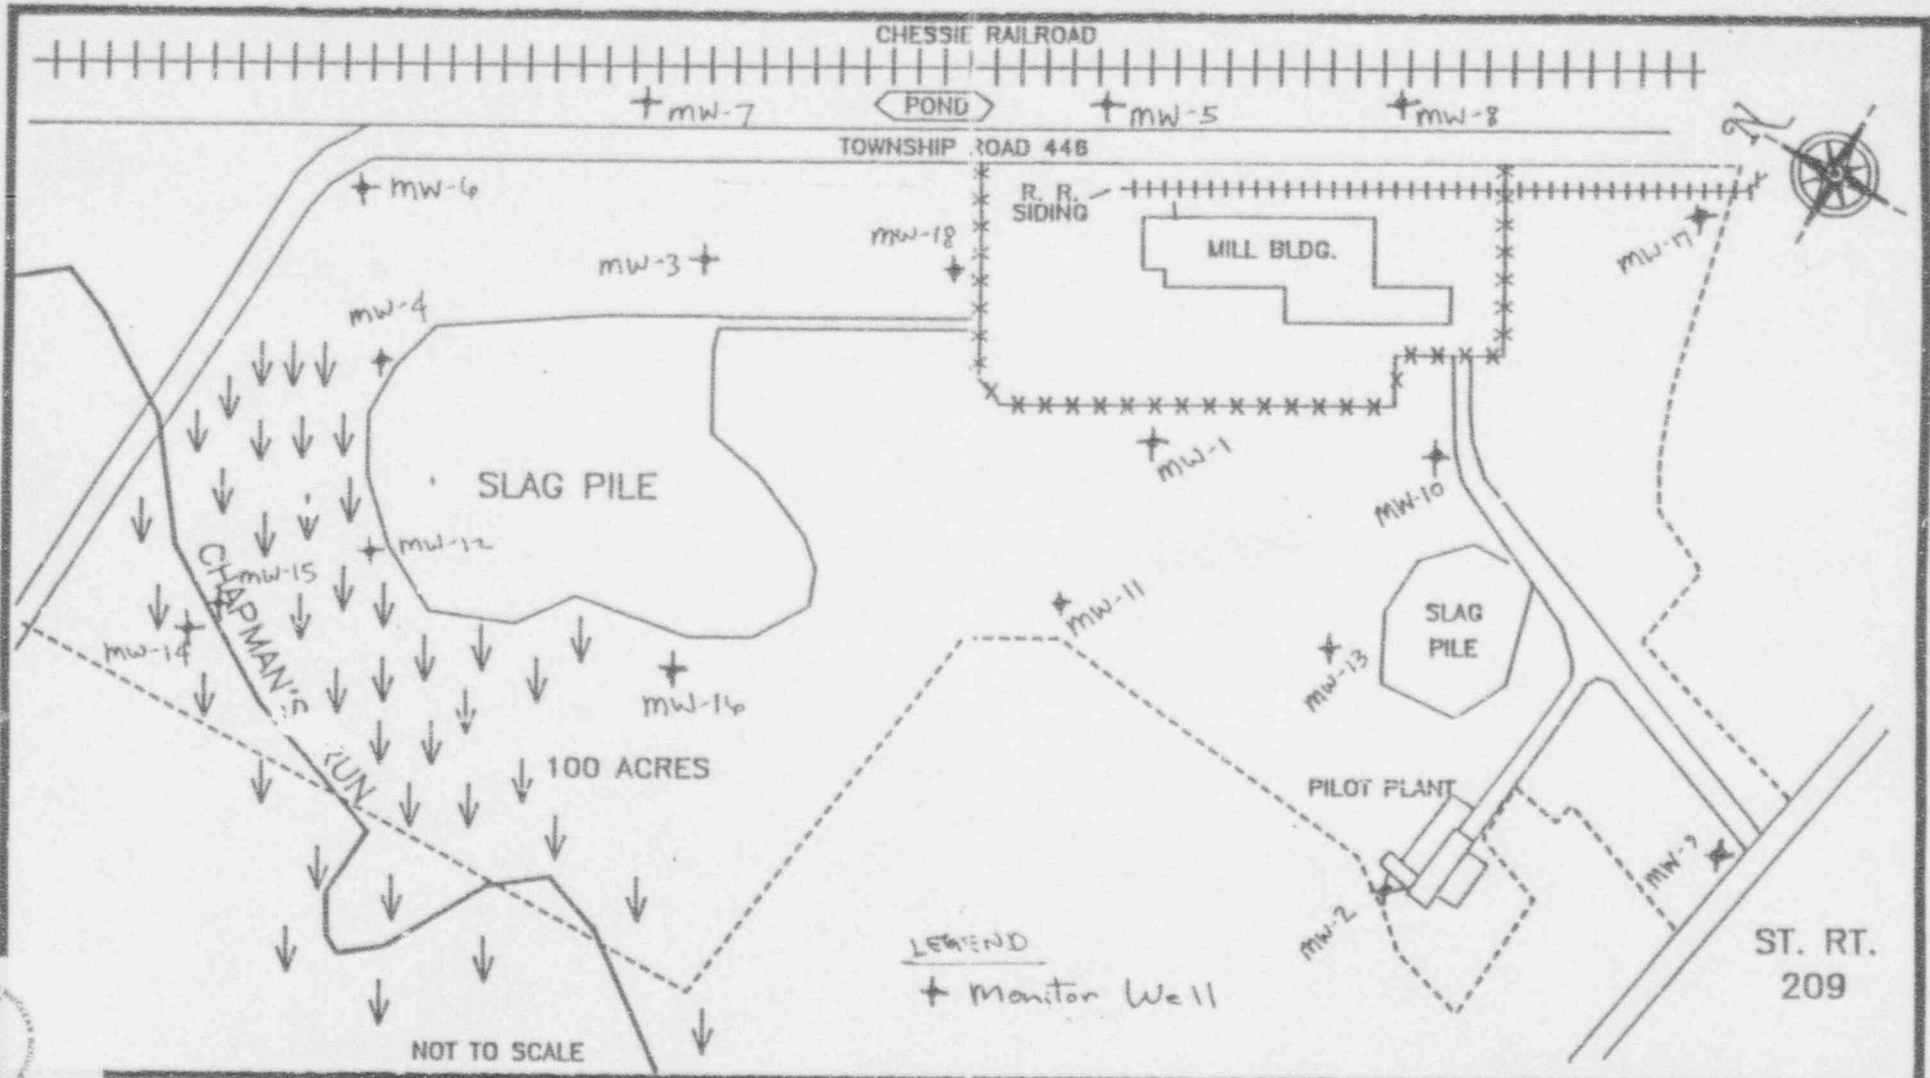 CHESSIE RAILROAD
MW-7
POND
MW-5
MW-8
N
TOWNSHIP ROAD 446
MW-6
R. R.
SIDING
MW-18
MW-3
MILL BLDG.
MW-17
MW-4
MW-1
SLAG PILE
MW-10
MW-12
MW-15
CHAPMAN'S RUN
MW-11
SLAG
PILE
MW-14
MW-13
MW-16
100 ACRES
PILOT PLANT
MW-9
MW-2
LEGEND
Monitor Well
ST. RT.
209
NOT TO SCALE